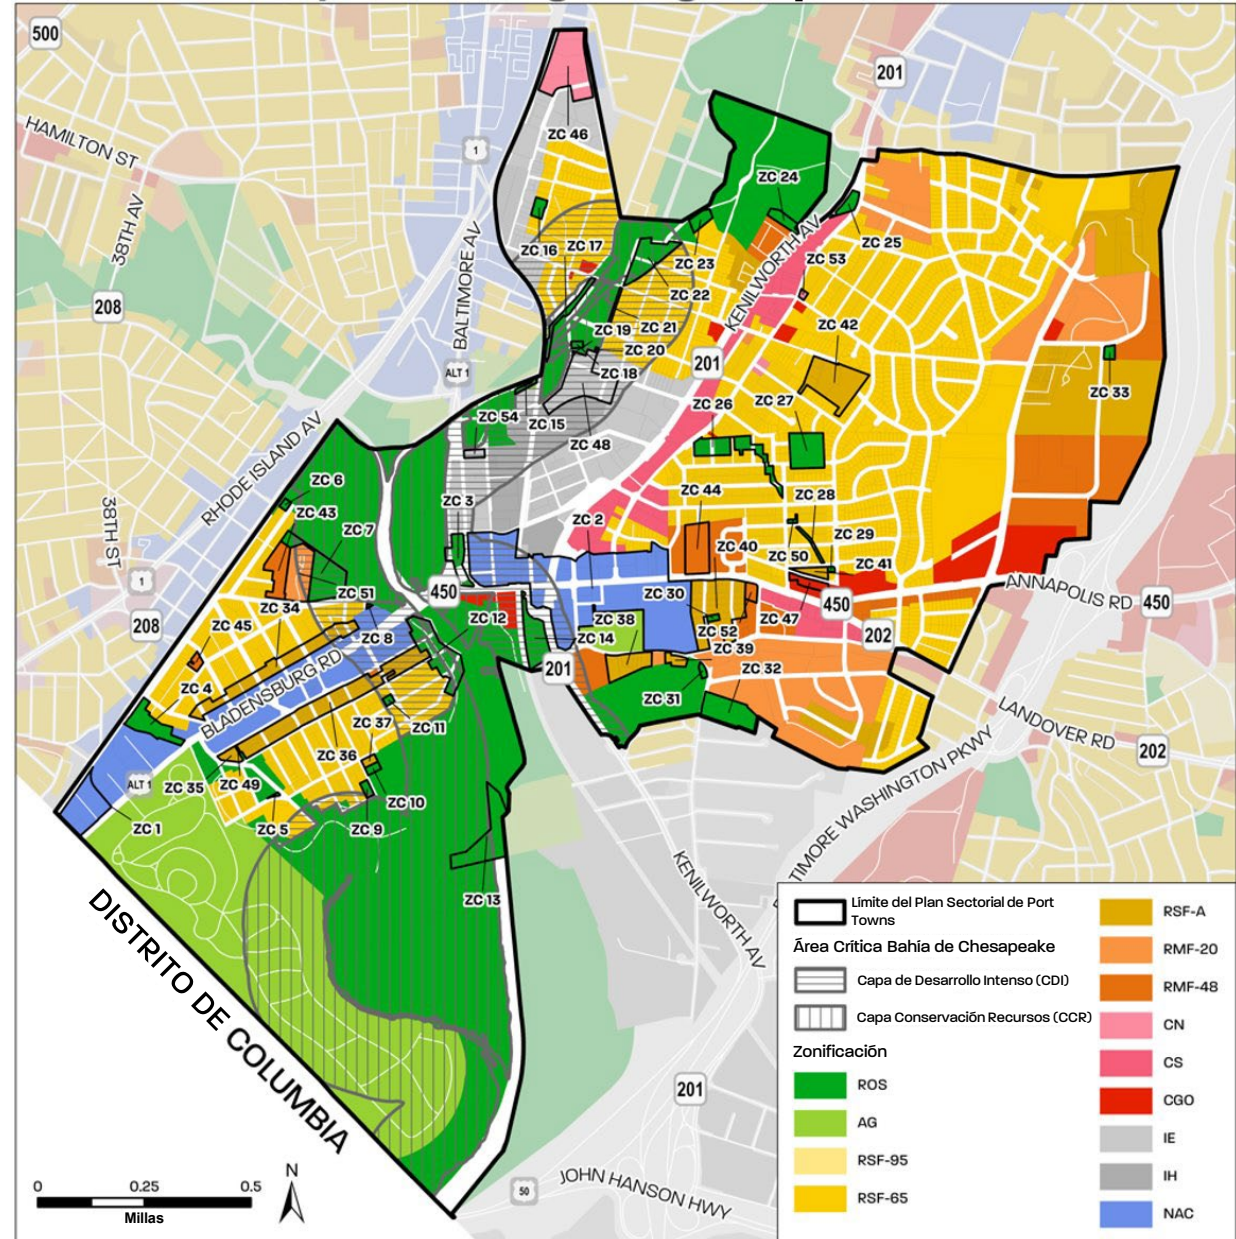 500
201
HAMILTON ST
38TH AV
1
ZC 46
ZC 24
ZC 25
ZC 16
ZC 17
ZC 23
ZC 53
ZC 22
KENILWORTH AV
208
BALTIMORE AV
ZC 19
ZC 21
ZC 42
ZC 20
ALT 1
ZC 18
201
ZC 33
ZC 26
ZC 27
ZC 54
ZC 15
ZC 48
RHODE ISLAND AV
ZC 6
ZC 43
ZC 7
ZC 3
ZC 44
ZC 28
38TH ST
ZC 2
ZC 29
ZC 40
ZC 50
ZC 41
1
450
ZC 51
ZC 30
ANNAPOLIS RD
450
450
ZC 34
208
ZC 45
ZC 8
ZC 12
ZC 38
ZC 14
ZC 52
ZC 47
202
ZC 39
201
ZC 32
ZC 4
BLADENSBURG RD
ZC 31
ZC 37
ZC 11
LANDOVER RD
202
ZC 36
ALT 1
ZC 35
ZC 49
ZC 10
ZC 1
ZC 5
ZC 9
TIMORE WASHINGTON PKWY
ZC 13
KENILWORTH AV
DISTRITO DE COLUMBIA
201
JOHN HANSON HWY
50
N
0
0.25
0.5
Millas
Limite del Plan Sectorial de Port
Towns
Área Crítica Bahía de Chesapeake
Capa de Desarrollo Intenso (CDI)
Capa Conservación Recursos (CCR)
Zonificación
ROS
AG
RSF-95
RSF-65
RSF-A
RMF-20
RMF-48
CN
CS
CGO
IE
IH
NAC